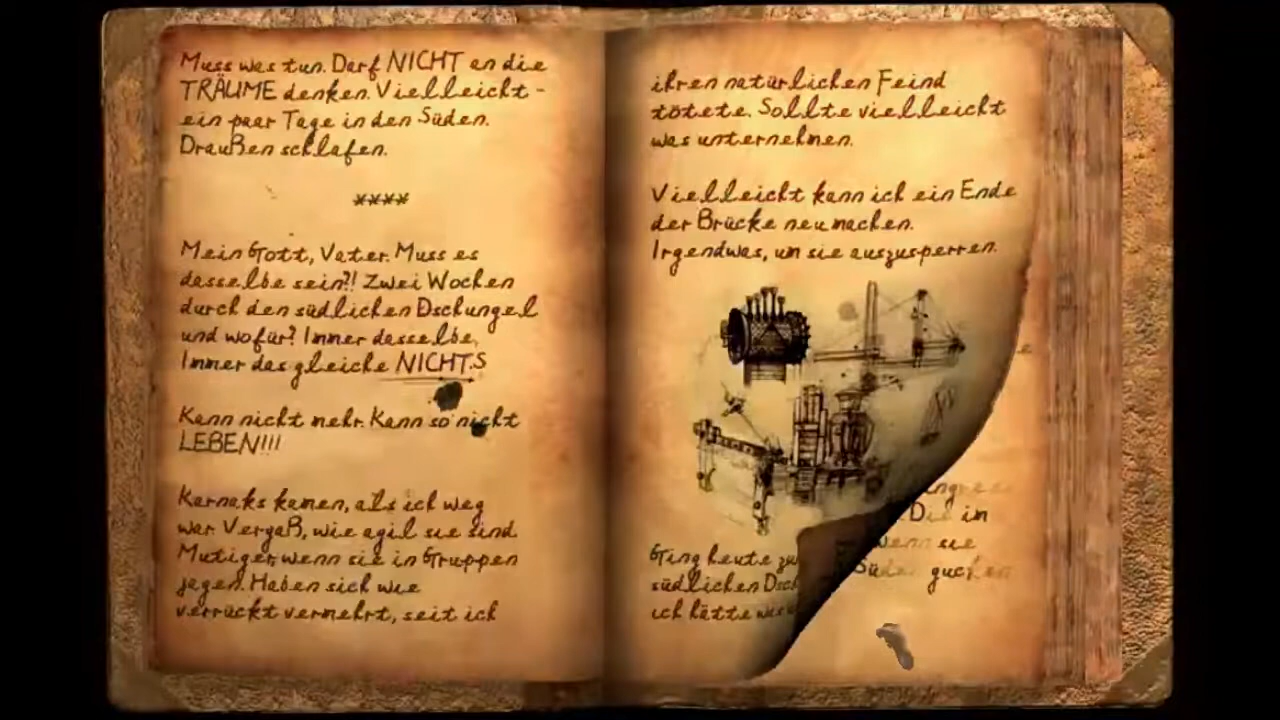 Muss was tun. Darf NICHT an die
TRÄUME denken. Vielleicht -
ein paar Tage in den Süden.
Draußen schlafen.
****
Mein Gott, Vater. Muss es
dasselbe sein?! Zwei Wochen
durch den südlichen Dschungel
und wofür? Immer dasselbe.
Immer das gleiche NICHTS
Kann nicht mehr. Kann so nicht
LEBEN!!!
Karnaks kamen, als ich weg
war. Vergaß, wie agil sie sind.
Mutiger, wenn sie in Gruppen
jagen. Haben sich wie
verrückt vermehrt, seit ich
ihren natürlichen Feind
tötete. Sollte vielleicht
was unternehmen.
Vielleicht kann ich ein Ende
der Brücke neu machen.
Irgendwas, um sie auszusperren.
Ging heute
südlichen
ich hätte
Die im
wenn sie